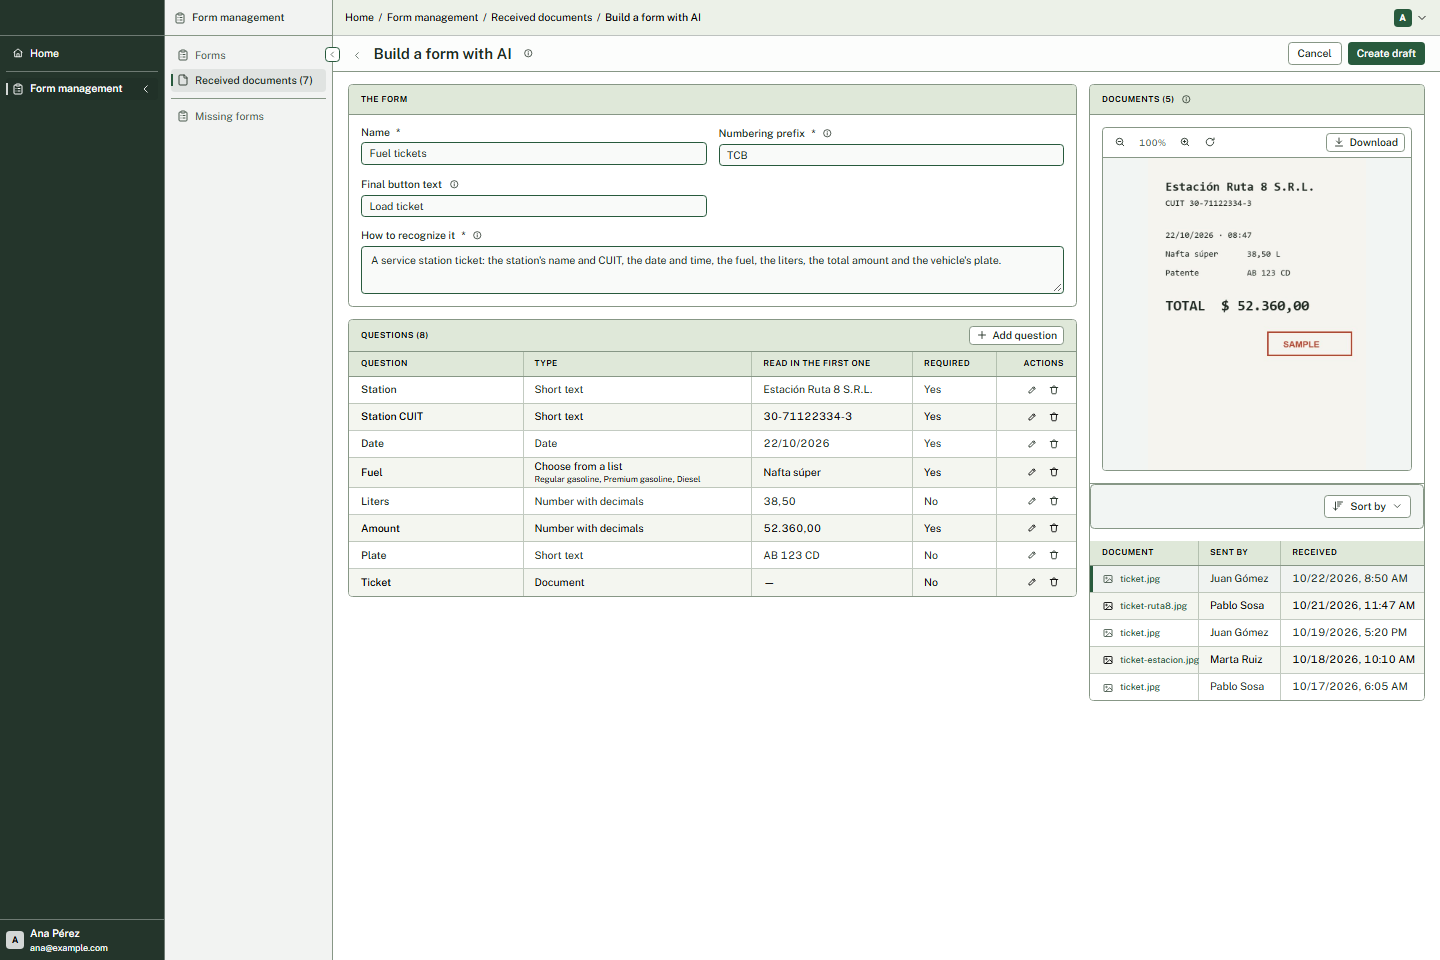 Form management
Home / Form management / Received documents / Build a form with AI
A
Home
Form management
Forms
Received documents (7)
Missing forms
Build a form with AI
Cancel
Create draft
THE FORM
Name *
Fuel tickets
Numbering prefix *
TCB
Final button text
Load ticket
How to recognize it *
A service station ticket: the station's name and CUIT, the date and time, the fuel, the liters, the total amount and the vehicle's plate.
QUESTIONS (8)
Add question
QUESTION TYPE READ IN THE FIRST ONE REQUIRED ACTIONS
Station Short text Estación Ruta 8 S.R.L. Yes
Station CUIT Short text 30-71122334-3 Yes
Date Date 22/10/2026 Yes
Fuel Choose from a list Nafta súper Yes
Regular gasoline, Premium gasoline, Diesel
Liters Number with decimals 38,50 No
Amount Number with decimals 52.360,00 Yes
Plate Short text AB 123 CD No
Ticket Document — No
DOCUMENTS (5)
100%
Download
Estación Ruta 8 S.R.L.
CUIT 30-71122334-3
22/10/2026 · 08:47
Nafta súper 38,50 L
Patente AB 123 CD
TOTAL $ 52.360,00
SAMPLE
Sort by
DOCUMENT SENT BY RECEIVED
ticket.jpg Juan Gómez 10/22/2026, 8:50 AM
ticket-ruta8.jpg Pablo Sosa 10/21/2026, 11:47 AM
ticket.jpg Juan Gómez 10/19/2026, 5:20 PM
ticket-estacion.jpg Marta Ruiz 10/18/2026, 10:10 AM
ticket.jpg Pablo Sosa 10/17/2026, 6:05 AM
A
Ana Pérez
ana@example.com